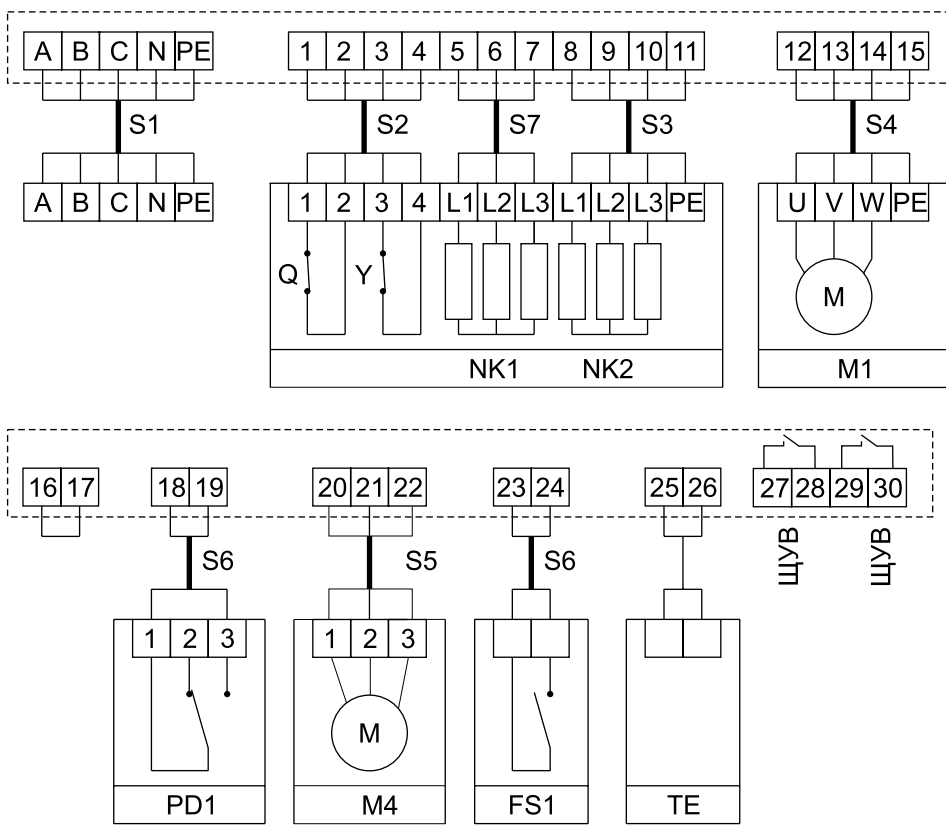 A B C N PE 1 2 3 4 5 6 7 8 9 10 11 12 13 14 15
S1 S2 S7 S3 S4
A B C N PE 1 2 3 4 L1 L2 L3 L1 L2 L3 PE U V W PE
Q Y M
NK1 NK2 M1
16 17 18 19 20 21 22 23 24 25 26 27 28 29 30
S6 S5 S6 ЩУВ ЩУВ
1 2 3 1 2 3
M
PD1 M4 FS1 TE